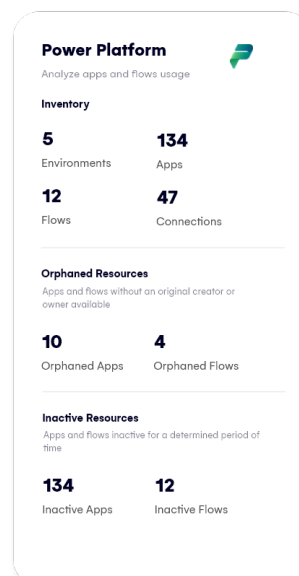 Power Platform
Analyze apps and flows usage
Inventory
5 134
Environments Apps
12 47
Flows Connections
Orphaned Resources
Apps and flows without an original creator or
owner available
10 4
Orphaned Apps Orphaned Flows
Inactive Resources
Apps and flows inactive for a determined period of
time
134 12
Inactive Apps Inactive Flows